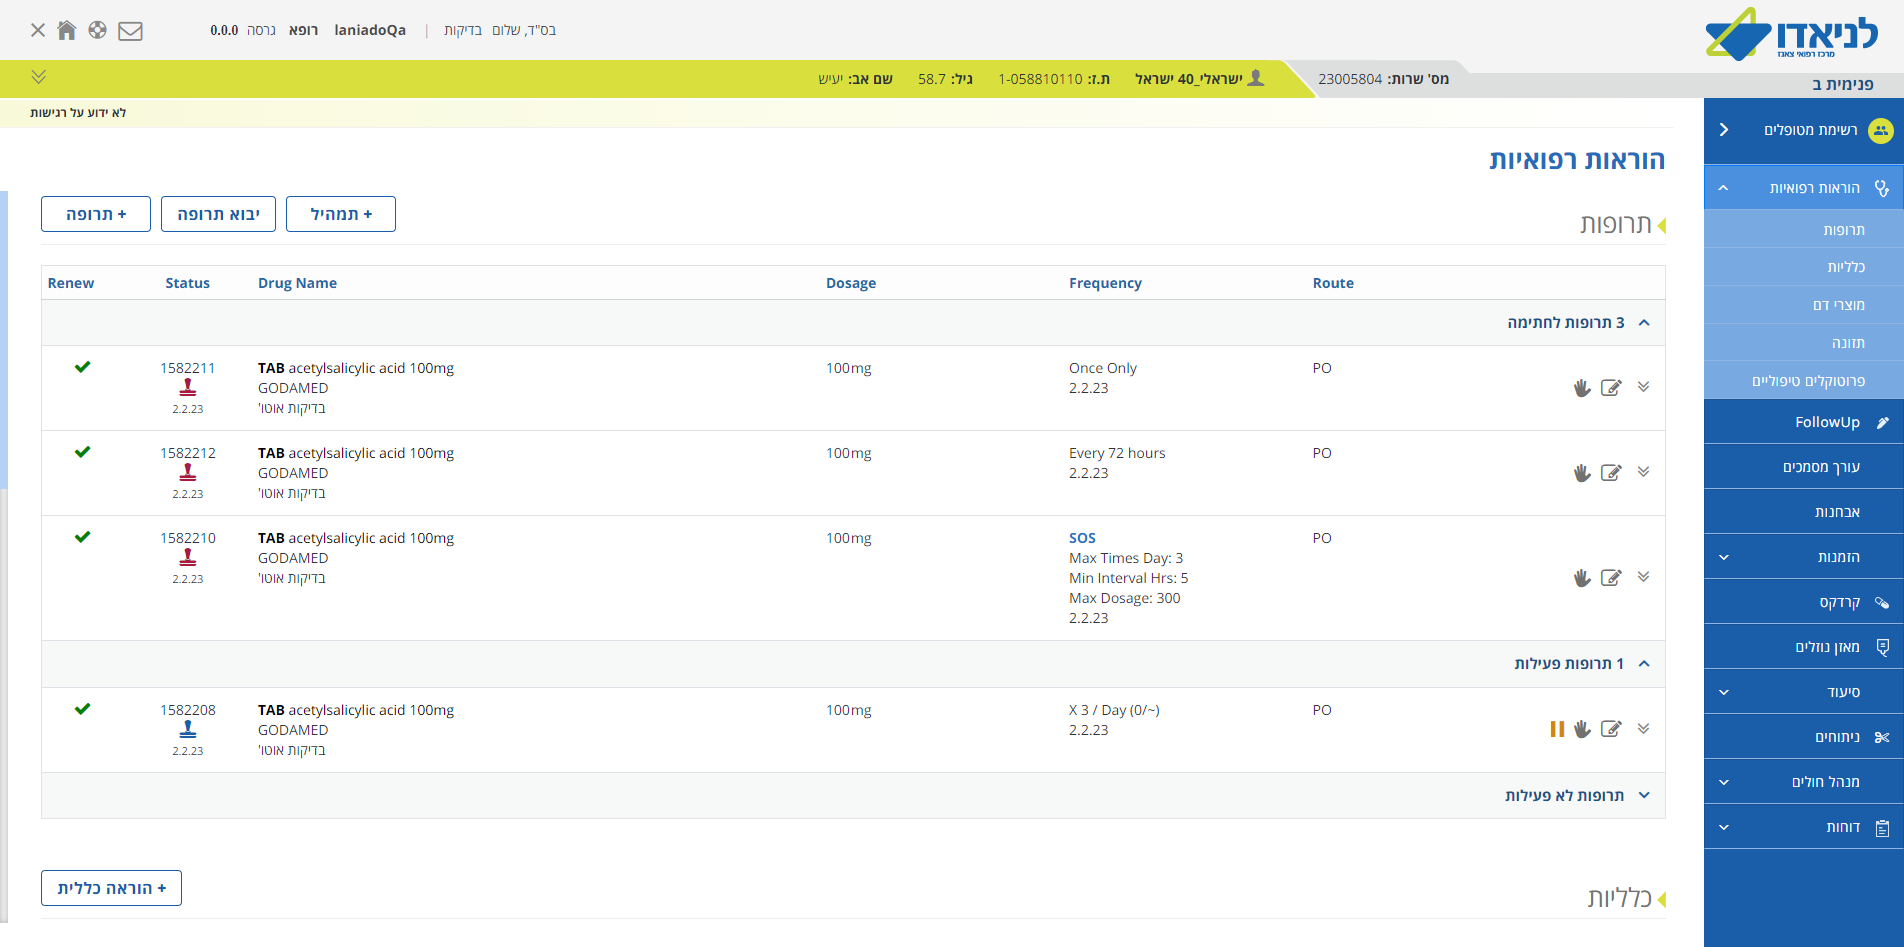 בס"ד, שלום בדיקות | laniadoQa רופא גרסה 0.0.0
לניאדו
מרכז רפואי צאנז
פנימית ב
מס' שרות: 23005804
ישראלי_40 ישראל ת.ז: 1-058810110 גיל: 58.7 שם אב: יעיש
לא ידוע על רגישות
רשימת מטופלים
הוראות רפואיות
תרופות
כלליות
מוצרי דם
תזונה
פרוטוקלים טיפוליים
FollowUp
עורך מסמכים
אבחנות
הזמנות
קרדקס
מאזן נוזלים
סיעוד
ניתוחים
מנהל חולים
דוחות
הוראות רפואיות
תרופות
+ תמהיל
יבוא תרופה
+ תרופה
Renew Status Drug Name Dosage Frequency Route
3 תרופות לחתימה
1582211 TAB acetylsalicylic acid 100mg 100mg Once Only PO
GODAMED 2.2.23
2.2.23 בדיקות אוטו'
1582212 TAB acetylsalicylic acid 100mg 100mg Every 72 hours PO
GODAMED 2.2.23
2.2.23 בדיקות אוטו'
1582210 TAB acetylsalicylic acid 100mg 100mg SOS PO
GODAMED Max Times Day: 3
2.2.23 בדיקות אוטו' Min Interval Hrs: 5
Max Dosage: 300
2.2.23
1 תרופות פעילות
1582208 TAB acetylsalicylic acid 100mg 100mg X 3 / Day (0/~) PO
GODAMED 2.2.23
2.2.23 בדיקות אוטו'
תרופות לא פעילות
כלליות
+ הוראה כללית